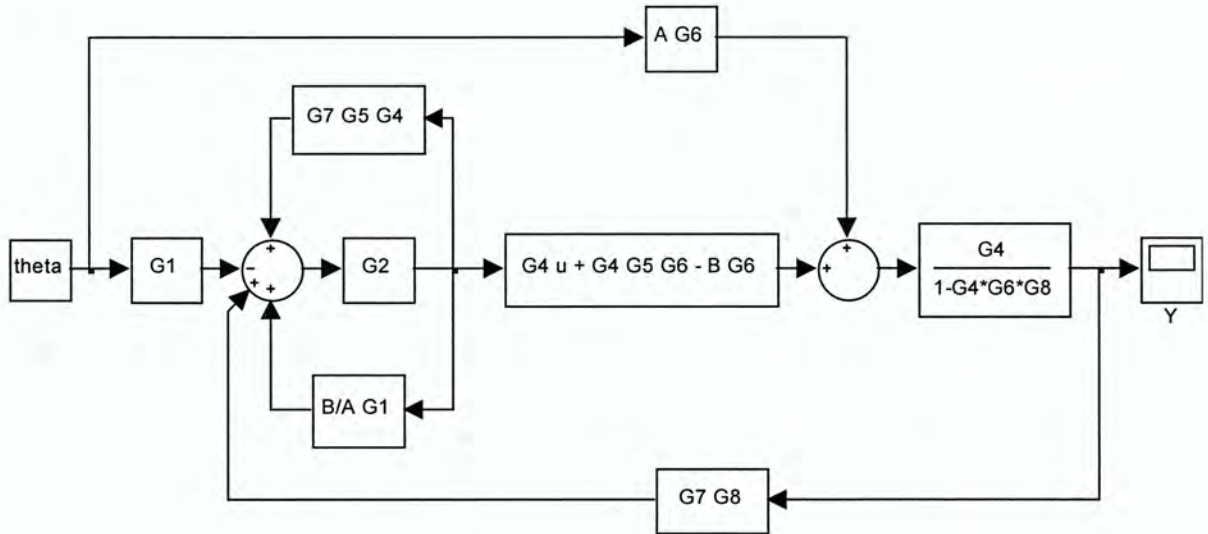 A G6
G7 G5 G4
+
+
theta
G1
−
+
+
G2
G4 u + G4 G5 G6 - B G6
+
G4
1-G4*G6*G8
Y
B/A G1
G7 G8